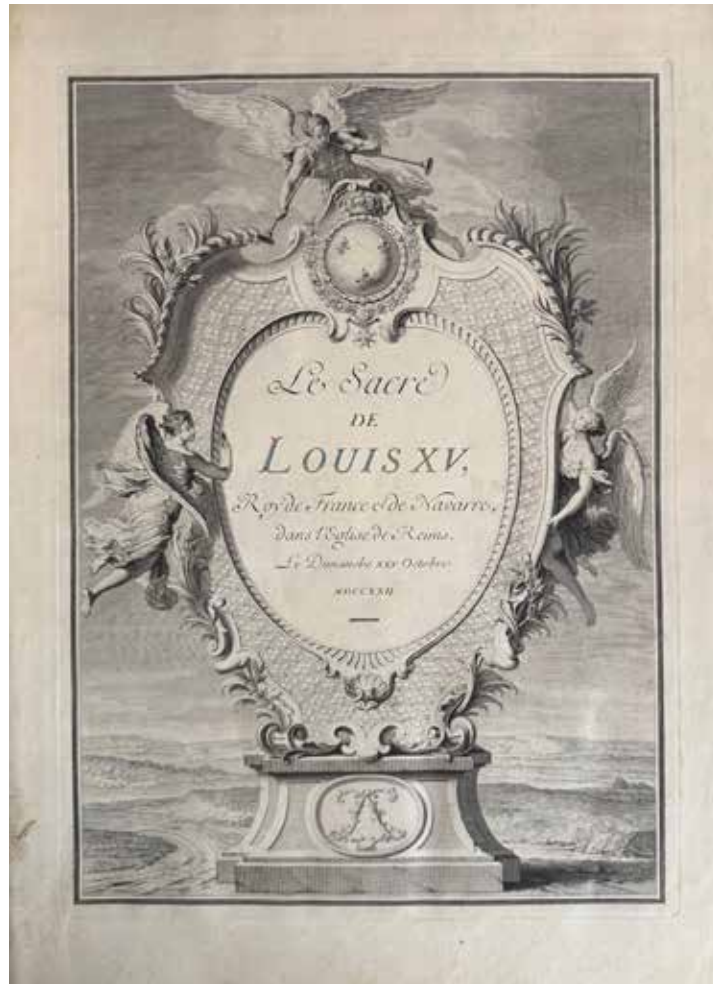 Le Sacre
DE
LOUIS XV,
Roy de France & de Navarre,
dans l'Eglise de Reims,
Le Dimanche XXV Octobre
MDCCXXII